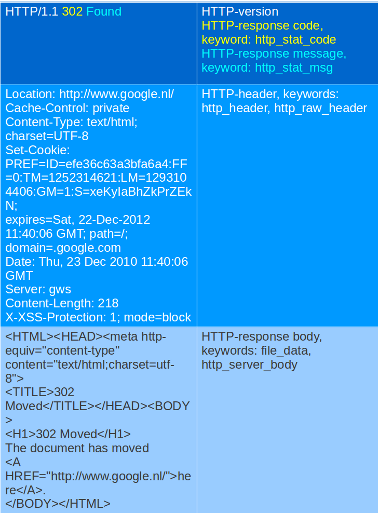 HTTP/1.1 302 Found
HTTP-version
HTTP-response code,
keyword: http_stat_code
HTTP-response message,
keyword: http_stat_msg
Location: http://www.google.nl/
Cache-Control: private
Content-Type: text/html;
charset=UTF-8
Set-Cookie:
PREF=ID=efe36c63a3bfa6a4:FF
=0:TM=1252314621:LM=129310
4406:GM=1:S=xeKyIaBhZkPrZEk
N;
expires=Sat, 22-Dec-2012
11:40:06 GMT; path=/;
domain=.google.com
Date: Thu, 23 Dec 2010 11:40:06
GMT
Server: gws
Content-Length: 218
X-XSS-Protection: 1; mode=block
HTTP-header, keywords:
http_header, http_raw_header
<HTML><HEAD><meta http-
equiv="content-type"
content="text/html;charset=utf-
8">
<TITLE>302
Moved</TITLE></HEAD><BODY
>
<H1>302 Moved</H1>
The document has moved
<A
HREF="http://www.google.nl/">he
re</A>.
</BODY></HTML>
HTTP-response body,
keywords: file_data,
http_server_body